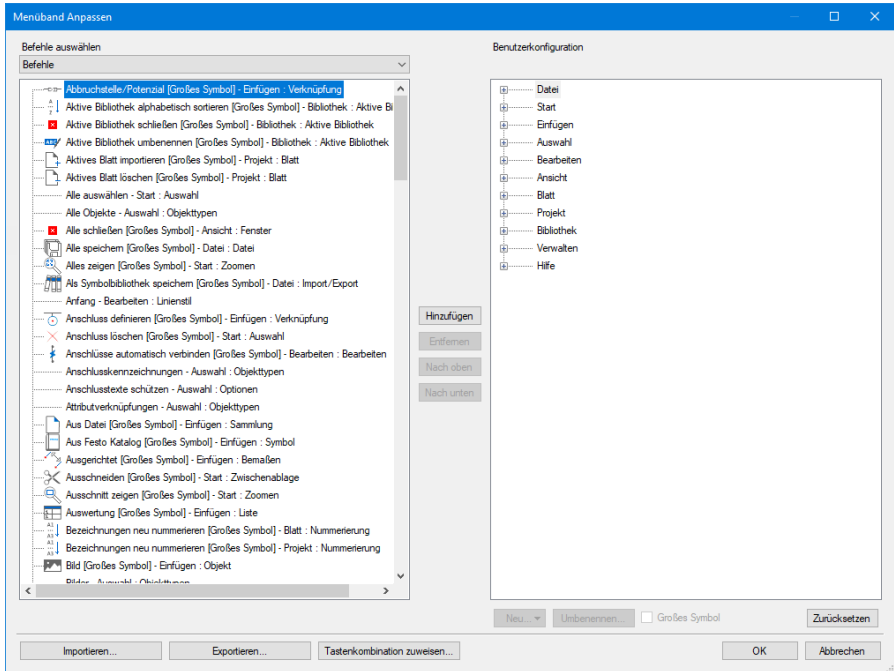 Menüband Anpassen
Befehle auswählen
Befehle
Abbruchstelle/Potenzial [Großes Symbol] - Einfügen : Verknüpfung
Aktive Bibliothek alphabetisch sortieren [Großes Symbol] - Bibliothek : Aktive Bi
Aktive Bibliothek schließen [Großes Symbol] - Bibliothek : Aktive Bibliothek
Aktive Bibliothek umbenennen [Großes Symbol] - Bibliothek : Aktive Bibliothek
Aktives Blatt importieren [Großes Symbol] - Projekt : Blatt
Aktives Blatt löschen [Großes Symbol] - Projekt : Blatt
Alle auswählen - Start : Auswahl
Alle Objekte - Auswahl : Objekttypen
Alle schließen [Großes Symbol] - Ansicht : Fenster
Alle speichern [Großes Symbol] - Datei : Datei
Alles zeigen [Großes Symbol] - Start : Zoomen
Als Symbolbibliothek speichern [Großes Symbol] - Datei : Import/Export
Anfang - Bearbeiten : Linienstil
Anschluss definieren [Großes Symbol] - Einfügen : Verknüpfung
Anschluss löschen [Großes Symbol] - Start : Auswahl
Anschlüsse automatisch verbinden [Großes Symbol] - Bearbeiten : Bearbeiten
Anschlusskennzeichnungen - Auswahl : Objekttypen
Anschlusstexte schützen - Auswahl : Optionen
Attributverknüpfungen - Auswahl : Objekttypen
Aus Datei [Großes Symbol] - Einfügen : Sammlung
Aus Festo Katalog [Großes Symbol] - Einfügen : Symbol
Ausgerichtet [Großes Symbol] - Einfügen : Bemaßen
Ausschneiden [Großes Symbol] - Start : Zwischenablage
Ausschnitt zeigen [Großes Symbol] - Start : Zoomen
Auswertung [Großes Symbol] - Einfügen : Liste
Bezeichnungen neu nummerieren [Großes Symbol] - Blatt : Nummerierung
Bezeichnungen neu nummerieren [Großes Symbol] - Projekt : Nummerierung
Bild [Großes Symbol] - Einfügen : Objekt
Bilder - Auswahl : Objekttypen
Hinzufügen
Entfernen
Nach oben
Nach unten
Benutzerkonfiguration
Datei
Start
Einfügen
Auswahl
Bearbeiten
Ansicht
Blatt
Projekt
Bibliothek
Verwalten
Hilfe
Neu...
Umbenennen...
Großes Symbol
Zurücksetzen
Importieren...
Exportieren...
Tastenkombination zuweisen...
OK
Abbrechen